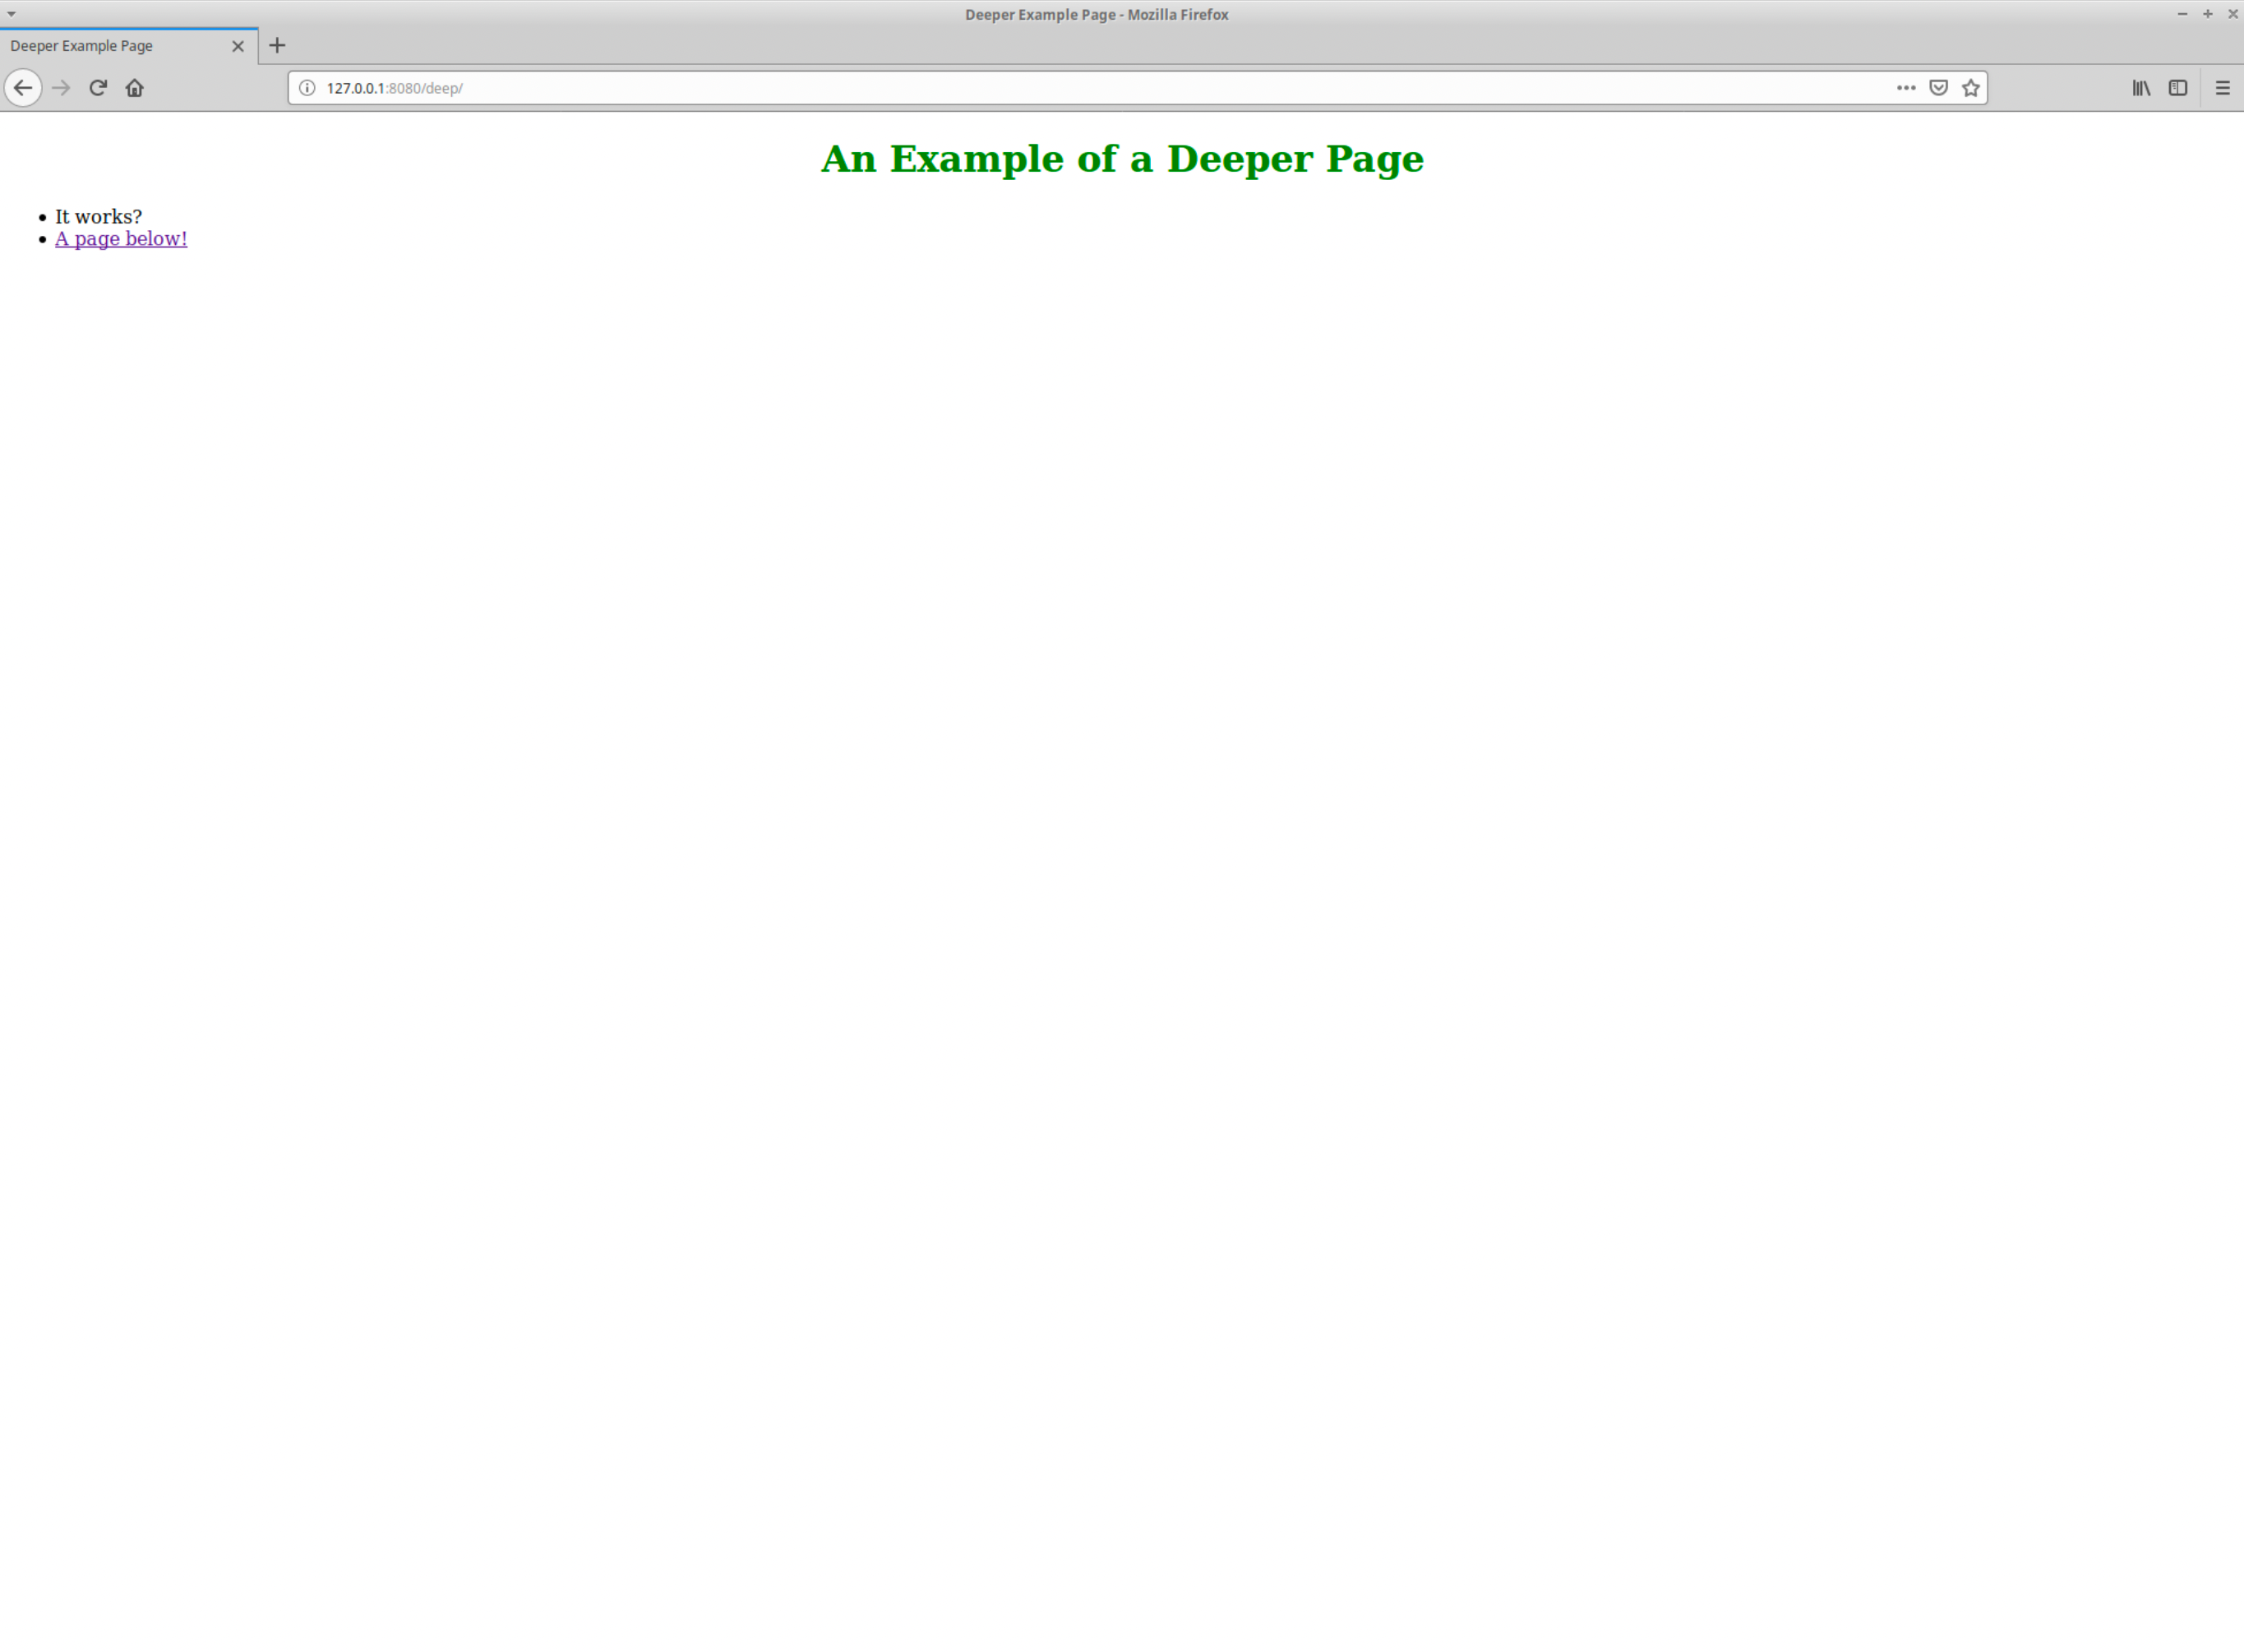 Deeper Example Page - Mozilla Firefox
Deeper Example Page
127.0.0.1:8080/deep/
An Example of a Deeper Page
It works?
A page below!